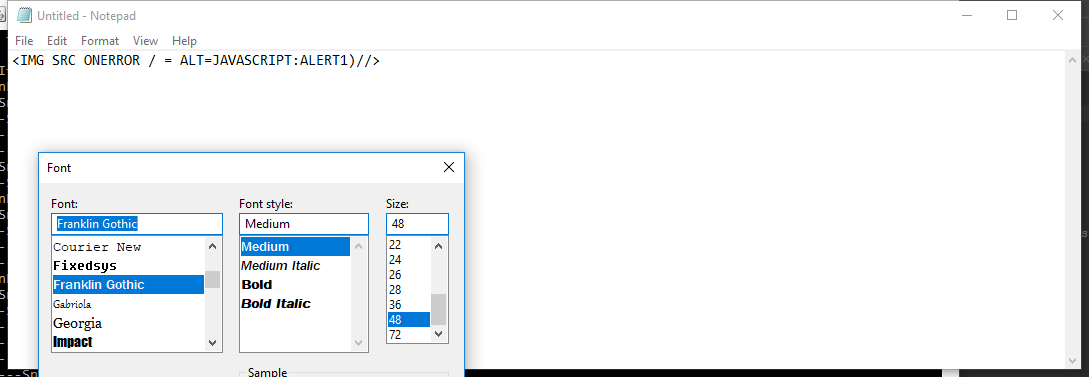 Untitled - Notepad
File Edit Format View Help
<IMG SRC ONERROR / = ALT=JAVASCRIPT:ALERT1)//>
Font
Font: Font style: Size:
Franklin Gothic Medium 48
Courier New Medium 22
Fixedsys Medium Italic 24
Franklin Gothic Bold 26
Gabriola Bold Italic 28
Georgia 36
Impact 48
72
Sample